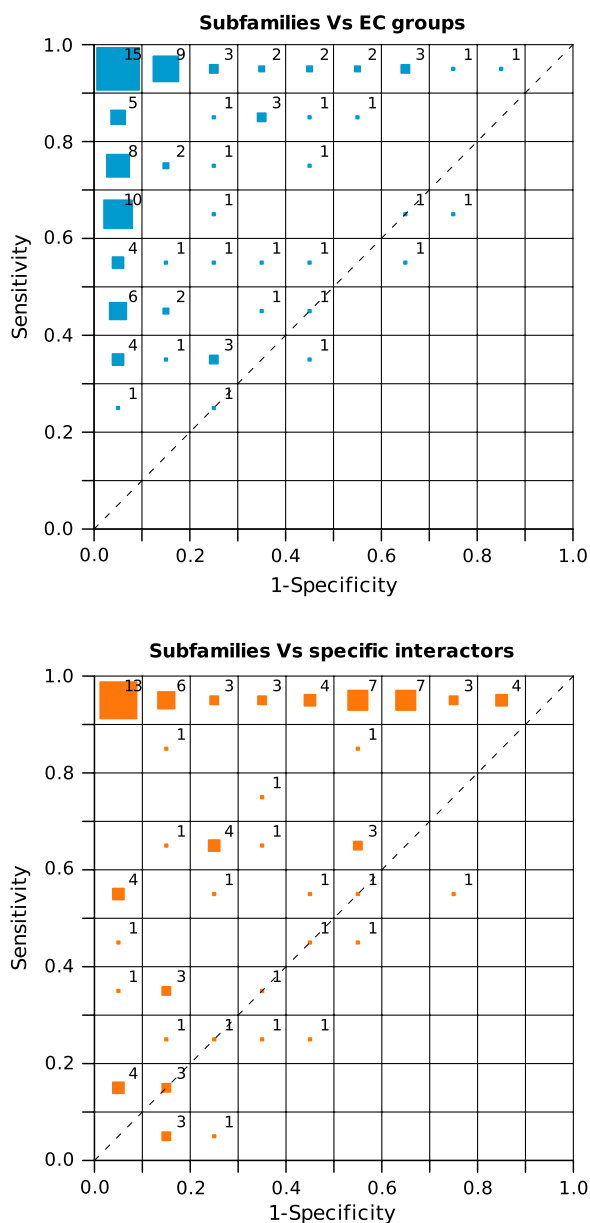 Subfamilies Vs EC groups
1.0
15 9 3 2 2 2 3 1 1
5 1 3 1 1
0.8
8 2 1 1
10 1 1 1
0.6
4 1 1 1 1 1
6 2 1 1
0.4
4 1 3 1
1 1
0.2
0.0
Sensitivity
0.0 0.2 0.4 0.6 0.8 1.0
1-Specificity
Subfamilies Vs specific interactors
1.0
13 6 3 3 4 7 7 3 4
1 1
0.8
1
1 4 1 3
0.6
4 1 1 1 1
1 1 1
0.4
1 3 1
1 1 1 1
0.2
4 3
3 1
0.0
Sensitivity
0.0 0.2 0.4 0.6 0.8 1.0
1-Specificity